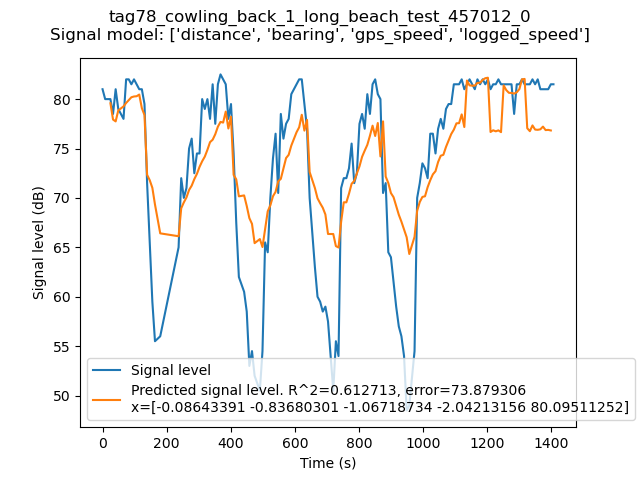 tag78_cowling_back_1_long_beach_test_457012_0
Signal model: ['distance', 'bearing', 'gps_speed', 'logged_speed']
Signal level (dB)
80
75
70
65
60
55
50
Signal level
Predicted signal level. R^2=0.612713, error=73.879306
x=[-0.08643391 -0.83680301 -1.06718734 -2.04213156 80.09511252]
0 200 400 600 800 1000 1200 1400
Time (s)